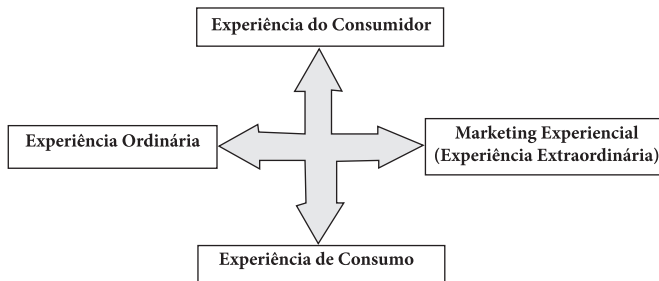 Experiência do Consumidor
Experiência Ordinária
Marketing Experiencial
(Experiência Extraordinária)
Experiência de Consumo